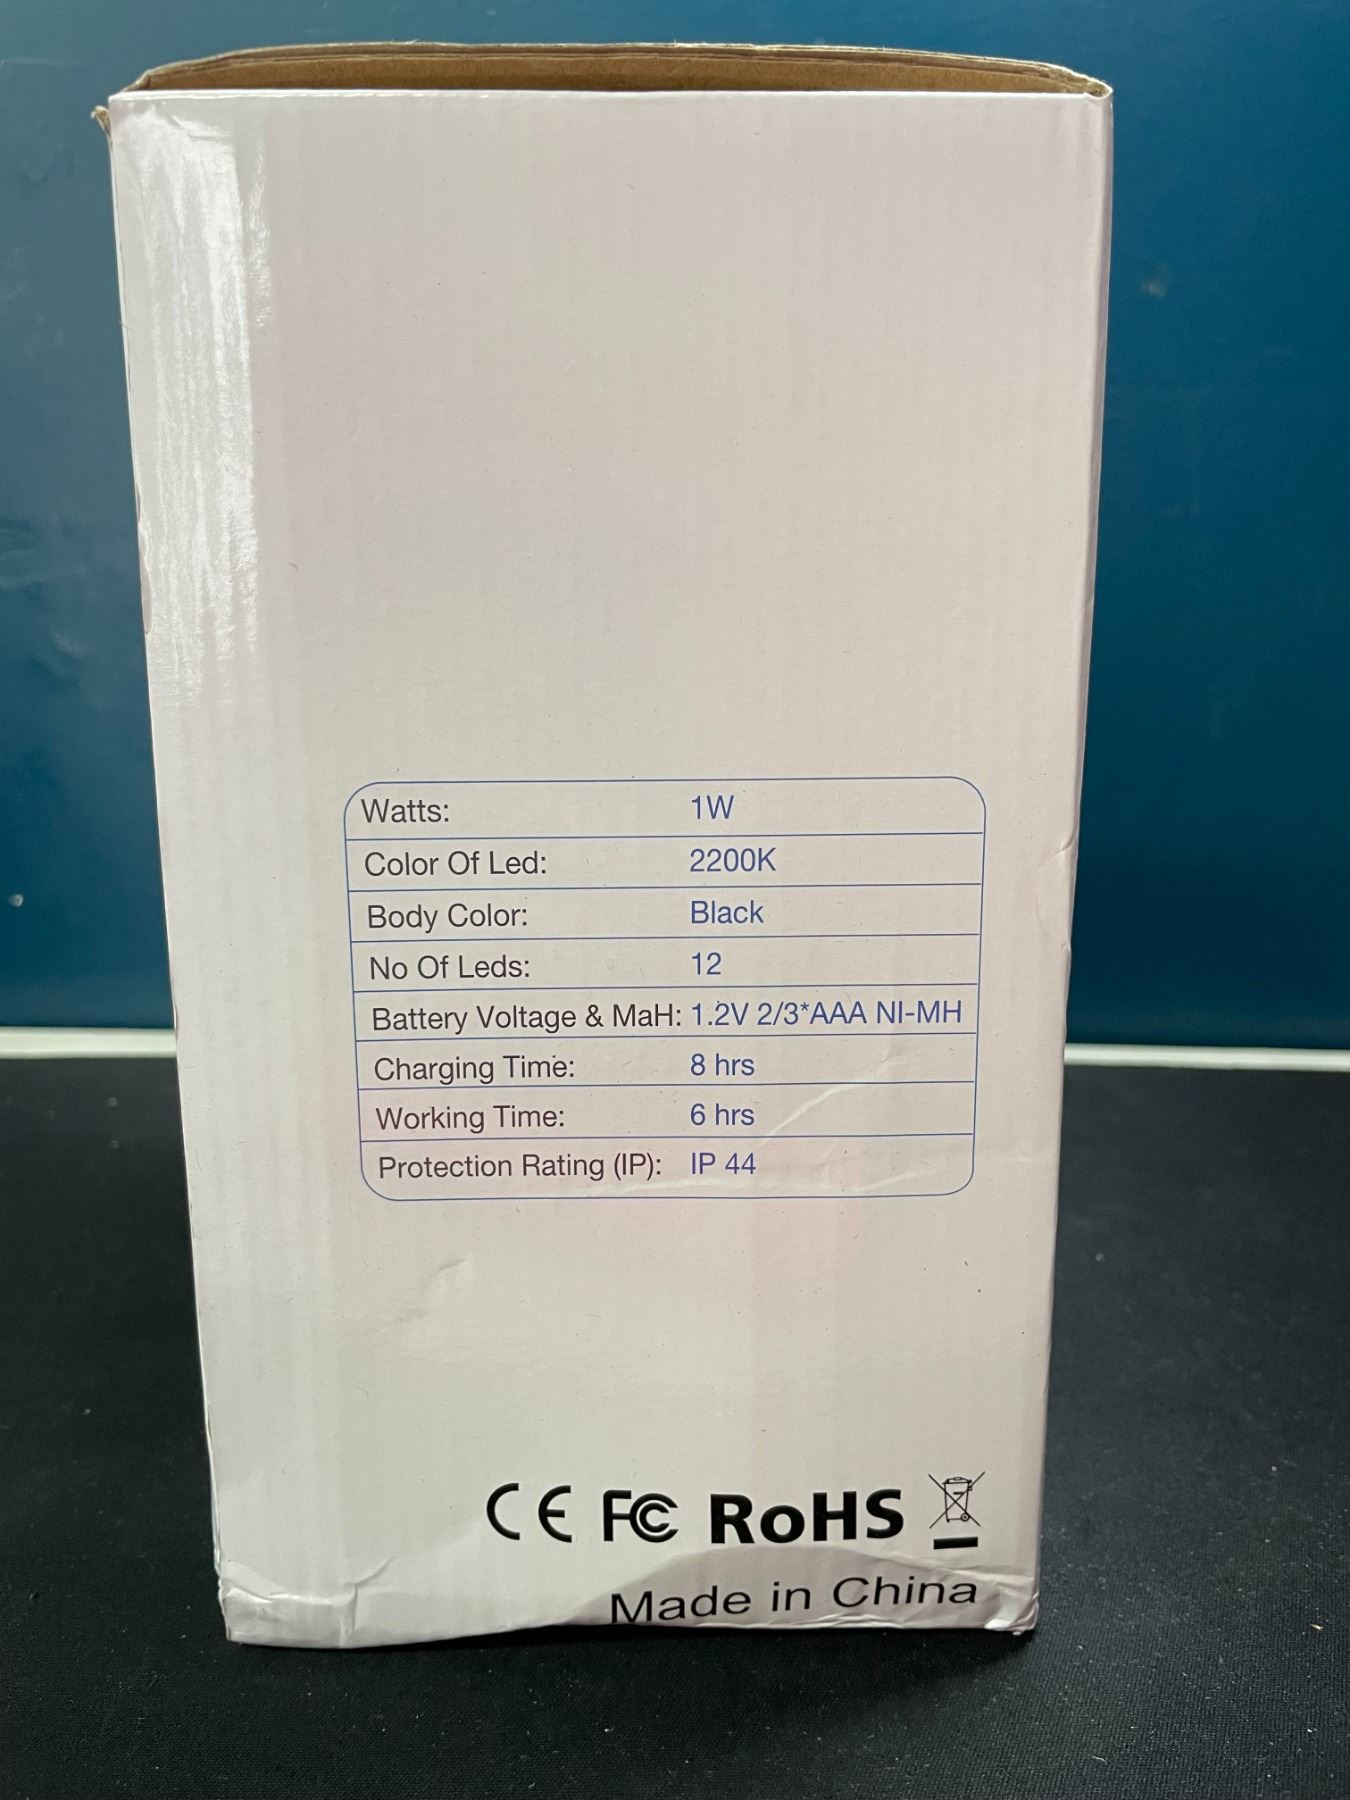 Watts: 1W
Color Of Led: 2200K
Body Color: Black
No Of Leds: 12
Battery Voltage & MaH: 1.2V 2/3*AAA NI-MH
Charging Time: 8 hrs
Working Time: 6 hrs
Protection Rating (IP): IP 44
CE FC RoHS
Made in China